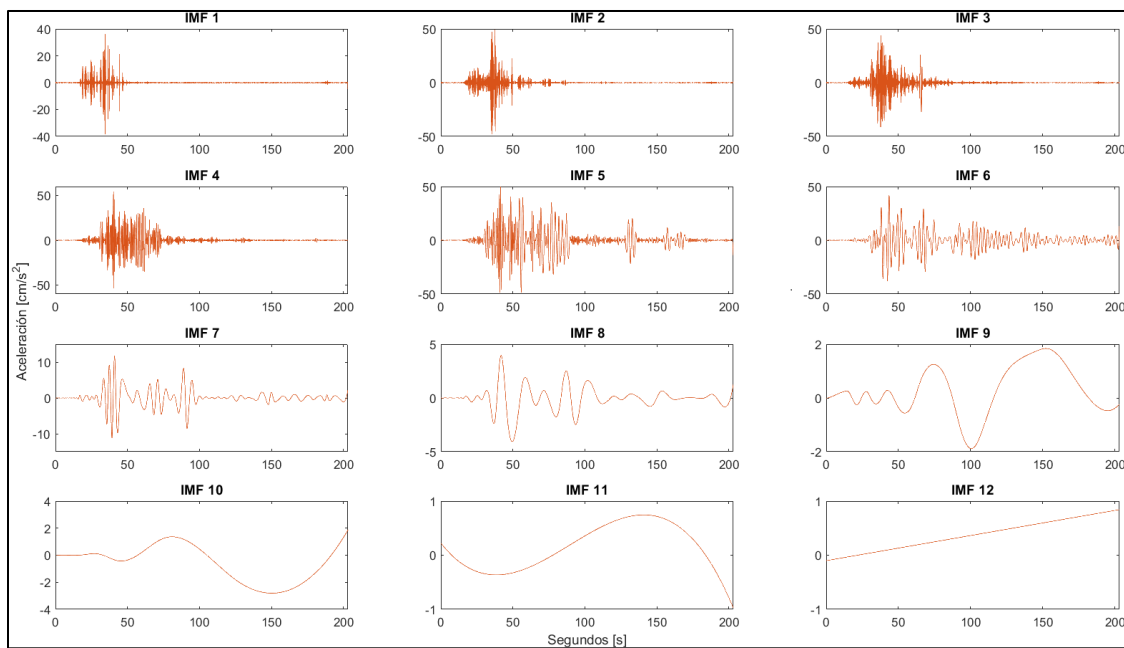 IMF 1
40
20
0
-20
-40
0 50 100 150 200
IMF 2
50
0
-50
0 50 100 150 200
IMF 3
50
0
-50
0 50 100 150 200
IMF 4
50
0
-50
0 50 100 150 200
IMF 5
50
0
-50
0 50 100 150 200
IMF 6
50
0
-50
0 50 100 150 200
Aceleración [cm/s²]
IMF 7
10
0
-10
0 50 100 150 200
IMF 8
5
0
-5
0 50 100 150 200
IMF 9
2
0
-2
0 50 100 150 200
IMF 10
4
2
0
-2
-4
0 50 100 150 200
IMF 11
1
0
-1
0 50 100 150 200
IMF 12
1
0
-1
0 50 100 150 200
Segundos [s]